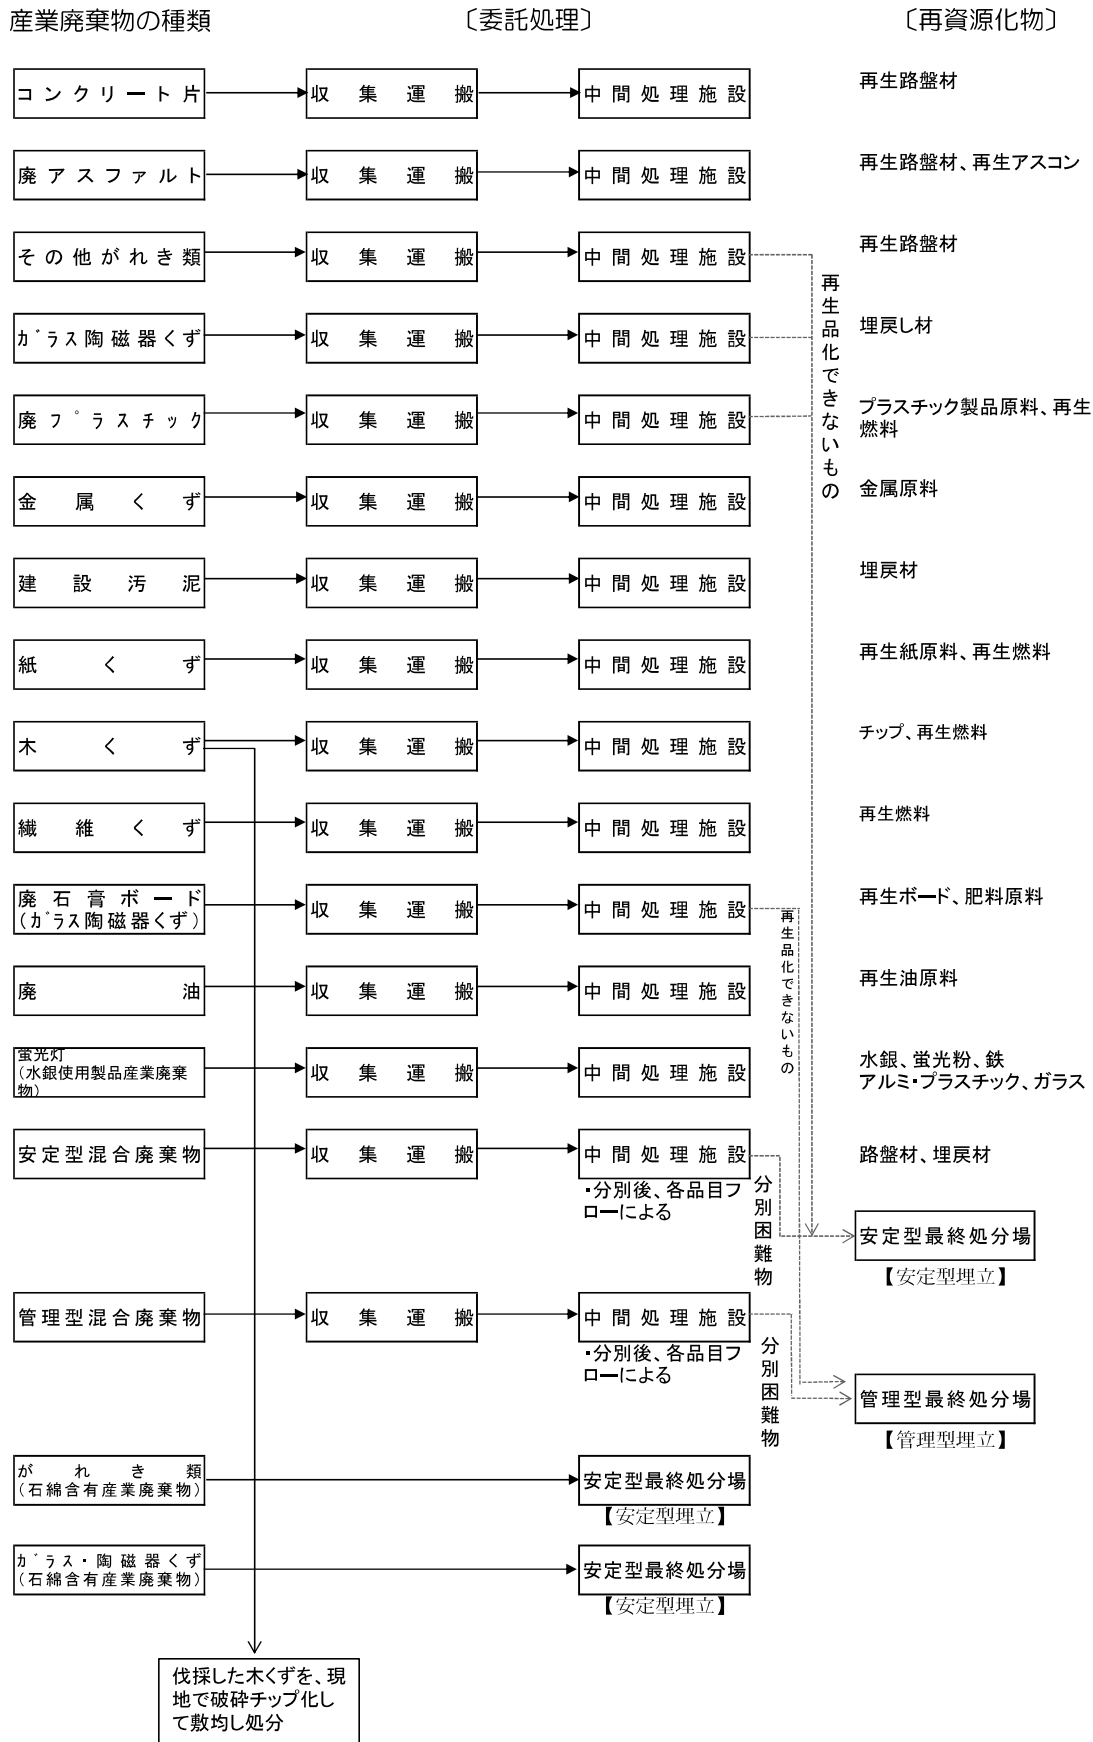 産業廃棄物の種類 〔委託処理〕 〔再資源化物〕
コンクリート片 収集運搬 中間処理施設 再生路盤材
廃アスファルト 収集運搬 中間処理施設 再生路盤材、再生アスコン
その他がれき類 収集運搬 中間処理施設 再生路盤材
再生品化できないもの
ガラス陶磁器くず 収集運搬 中間処理施設 埋戻し材
廃プラスチック 収集運搬 中間処理施設 プラスチック製品原料、再生
燃料
金属くず 収集運搬 中間処理施設 金属原料
建設汚泥 収集運搬 中間処理施設 埋戻材
紙くず 収集運搬 中間処理施設 再生紙原料、再生燃料
木くず 収集運搬 中間処理施設 チップ、再生燃料
繊維くず 収集運搬 中間処理施設 再生燃料
廃石膏ボード
(ガラス陶磁器くず) 収集運搬 中間処理施設 再生ボード、肥料原料
再生品化できないもの
廃油 収集運搬 中間処理施設 再生油原料
蛍光灯
(水銀使用製品産業廃棄
物) 収集運搬 中間処理施設 水銀、蛍光粉、鉄
アルミ・プラスチック、ガラス
安定型混合廃棄物 収集運搬 中間処理施設 路盤材、埋戻材
・分別後、各品目フ
ローによる
分別困難物
安定型最終処分場
【安定型埋立】
管理型混合廃棄物 収集運搬 中間処理施設
・分別後、各品目フ
ローによる
分別困難物
管理型最終処分場
【管理型埋立】
がれき類
(石綿含有産業廃棄物) 安定型最終処分場
【安定型埋立】
ガラス・陶磁器くず
(石綿含有産業廃棄物) 安定型最終処分場
【安定型埋立】
伐採した木くずを、現
地で破砕チップ化し
て敷均し処分